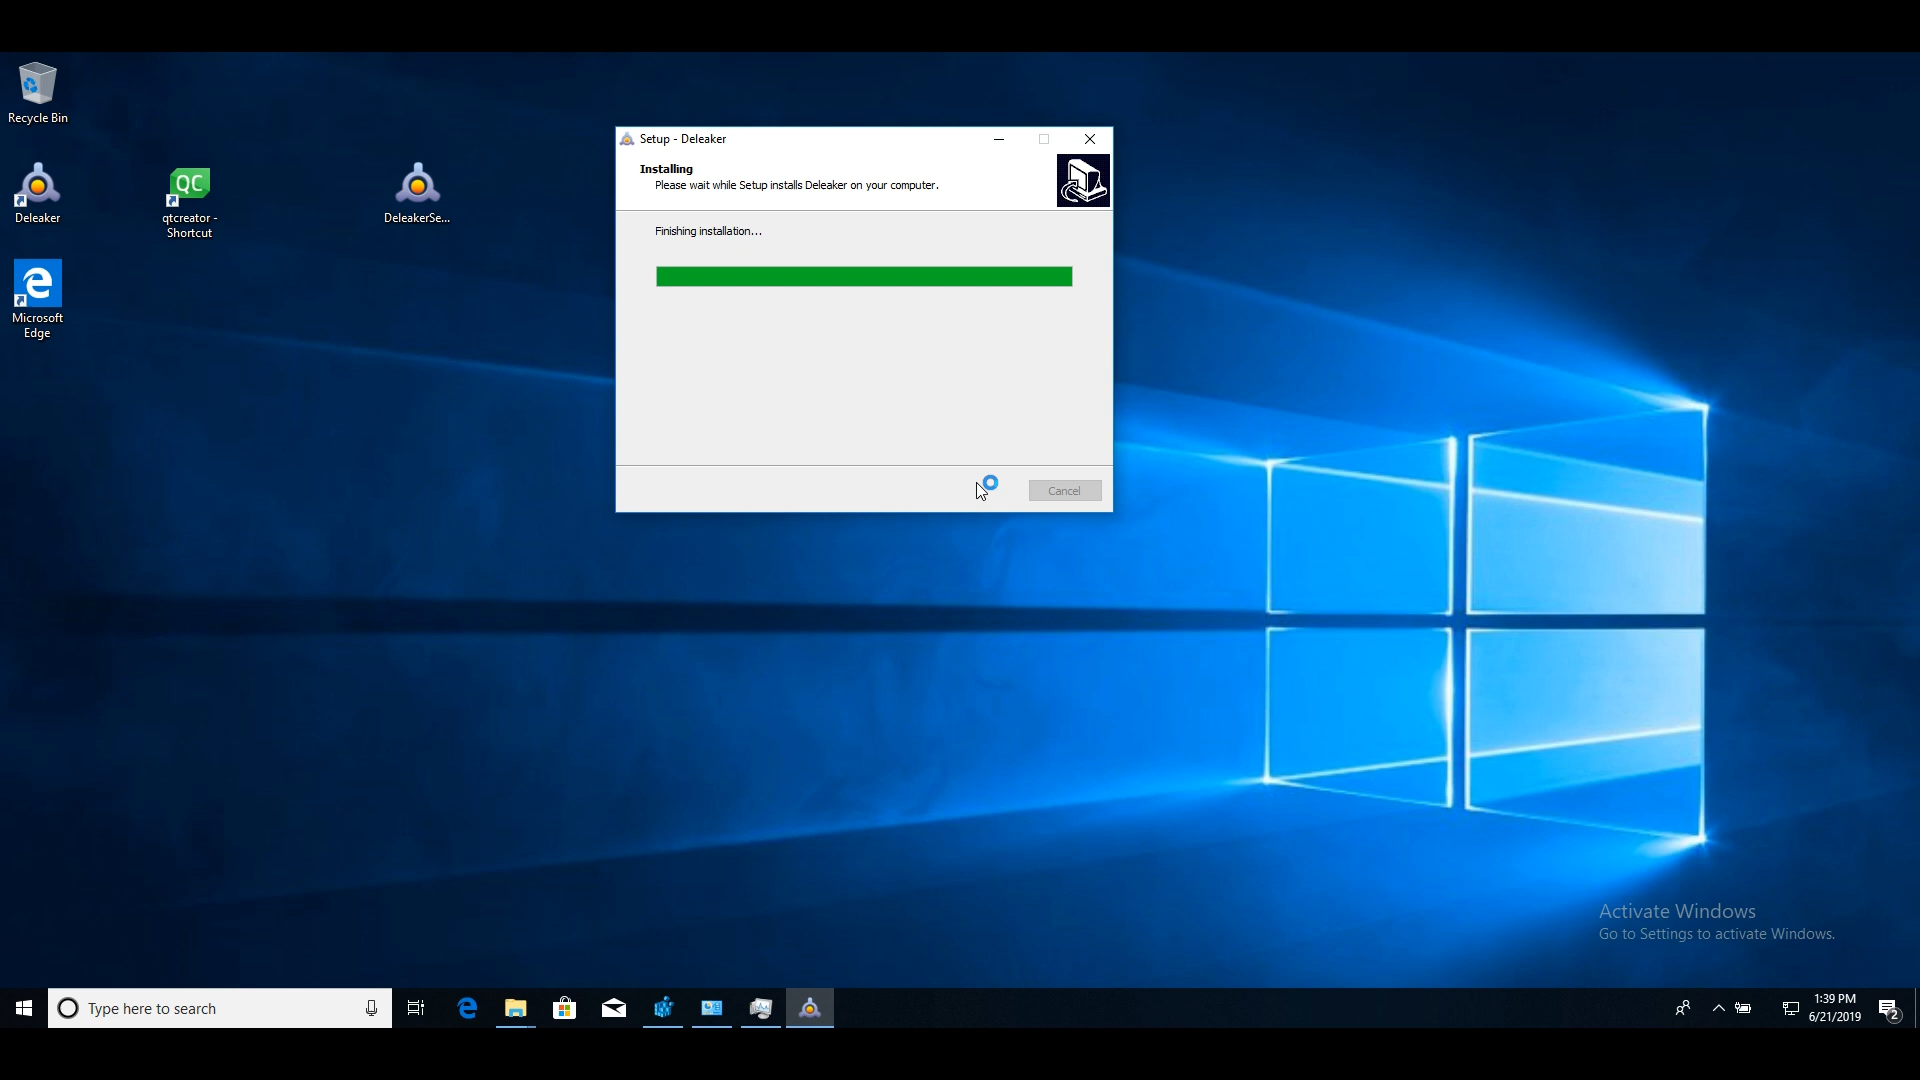 Recycle Bin
Deleaker
QC
qtcreator -
Shortcut
DeleakerSe...
Microsoft
Edge
Setup - Deleaker
Installing
Please wait while Setup installs Deleaker on your computer.
Finishing installation...
Cancel
Activate Windows
Go to Settings to activate Windows.
Type here to search
1:39 PM
6/21/2019
2